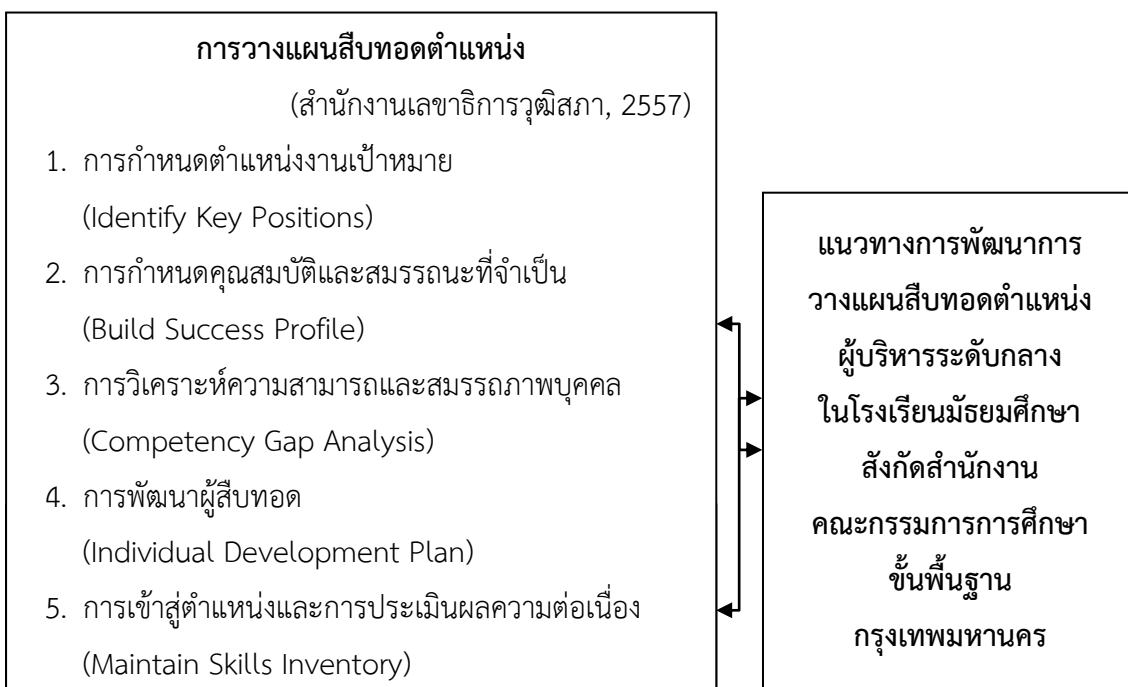 การวางแผนสืบทอดตำแหน่ง
(สำนักงานเลขาธิการวุฒิสภา, 2557)
1. การกำหนดตำแหน่งงานเป้าหมาย
(Identify Key Positions)
2. การกำหนดคุณสมบัติและสมรรถนะที่จำเป็น
(Build Success Profile)
3. การวิเคราะห์ความสามารถและสมรรถภาพบุคคล
(Competency Gap Analysis)
4. การพัฒนาผู้สืบทอด
(Individual Development Plan)
5. การเข้าสู่ตำแหน่งและการประเมินผลความต่อเนื่อง
(Maintain Skills Inventory)
แนวทางการพัฒนาการ
วางแผนสืบทอดตำแหน่ง
ผู้บริหารระดับกลาง
ในโรงเรียนมัธยมศึกษา
สังกัดสำนักงาน
คณะกรรมการการศึกษา
ขั้นพื้นฐาน
กรุงเทพมหานคร